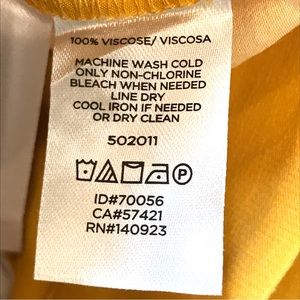 100% VISCOSE/ VISCOSA
MACHINE WASH COLD
ONLY NON-CHLORINE
BLEACH WHEN NEEDED
LINE DRY
COOL IRON IF NEEDED
OR DRY CLEAN
502011
P
ID#70056
CA#57421
RN#140923